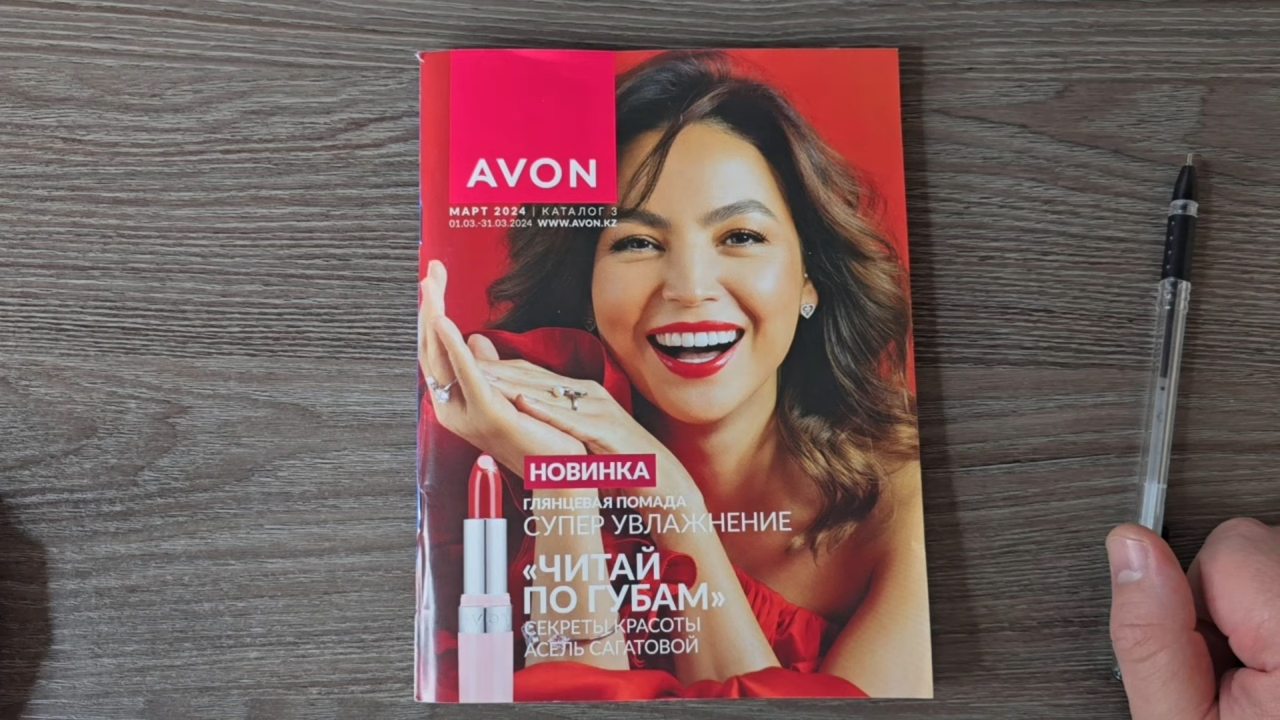 AVON
МАРТ 2024 | КАТАЛОГ 3
01.03.-31.03.2024 WWW.AVON.KZ
НОВИНКА
ГЛЯНЦЕВАЯ ПОМАДА
СУПЕР УВЛАЖНЕНИЕ
«ЧИТАЙ
ПО ГУБАМ»
СЕКРЕТЫ КРАСОТЫ
АСЕЛЬ САГАТОВОЙ
AVON